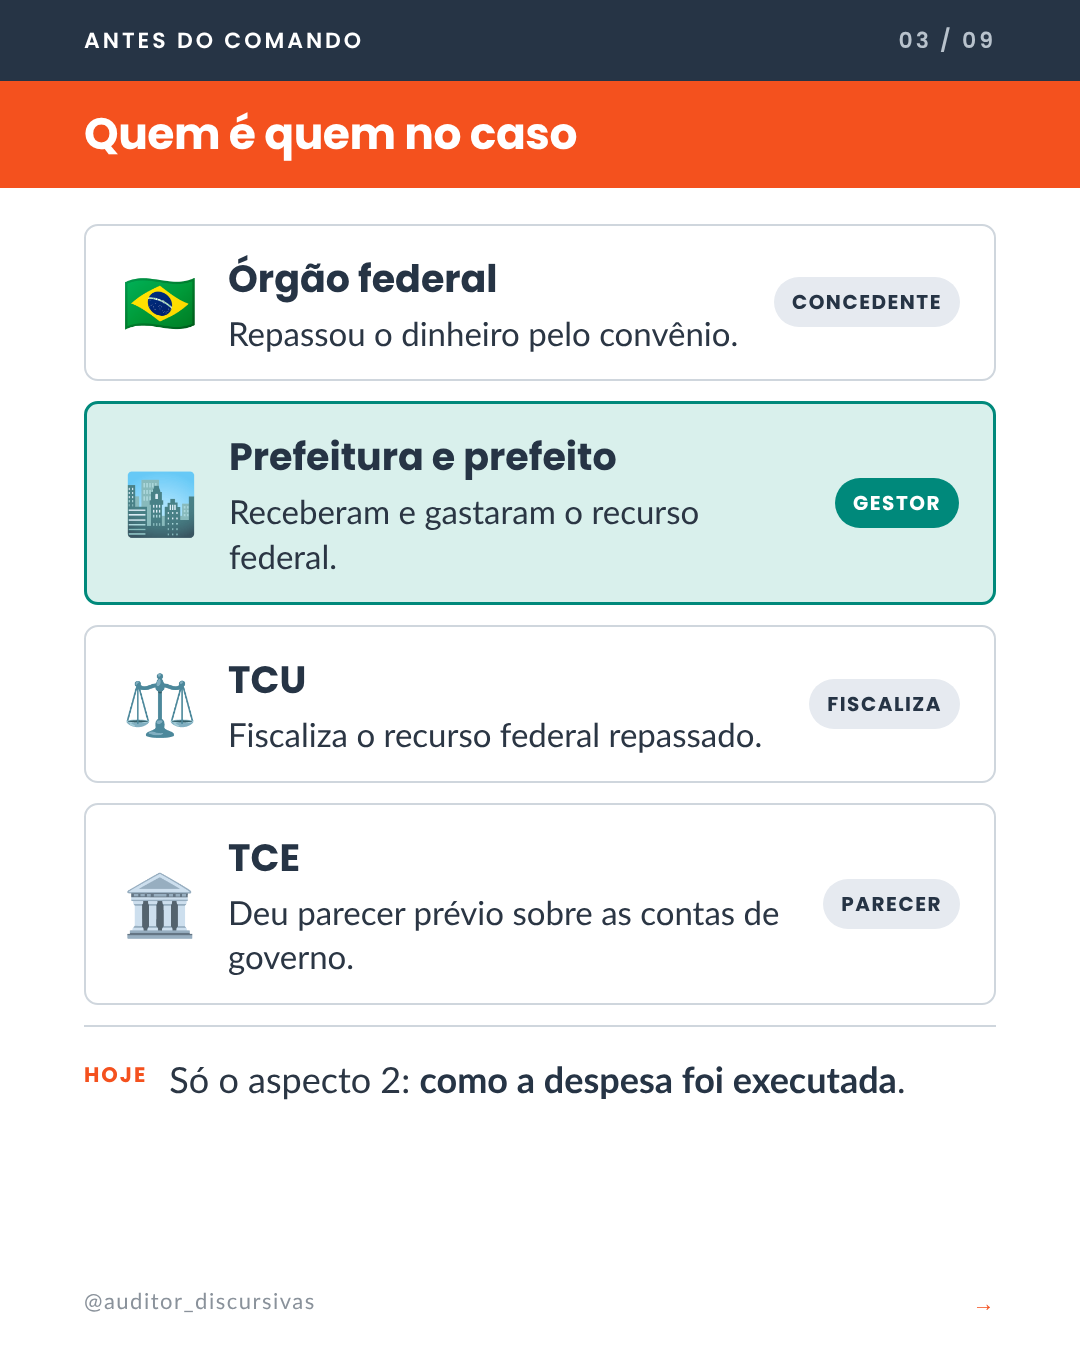 ANTES DO COMANDO
03 / 09
Quem é quem no caso
Órgão federal
Repassou o dinheiro pelo convênio.
CONCEDENTE
Prefeitura e prefeito
Receberam e gastaram o recurso
federal.
GESTOR
TCU
Fiscaliza o recurso federal repassado.
FISCALIZA
TCE
Deu parecer prévio sobre as contas de
governo.
PARECER
HOJE Só o aspecto 2: como a despesa foi executada.
@auditor_discursivas
→